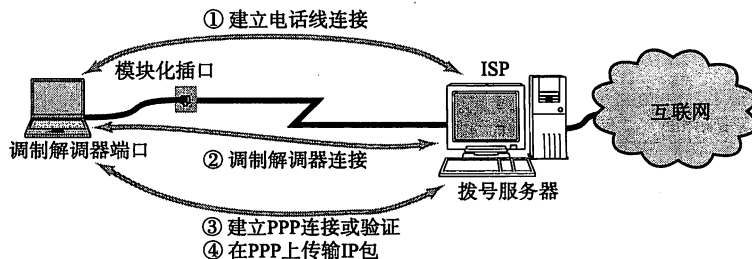 ① 建立电话线连接
模块化插口
ISP
互联网
调制解调器端口
② 调制解调器连接
拨号服务器
③ 建立PPP连接或验证
④ 在PPP上传输IP包